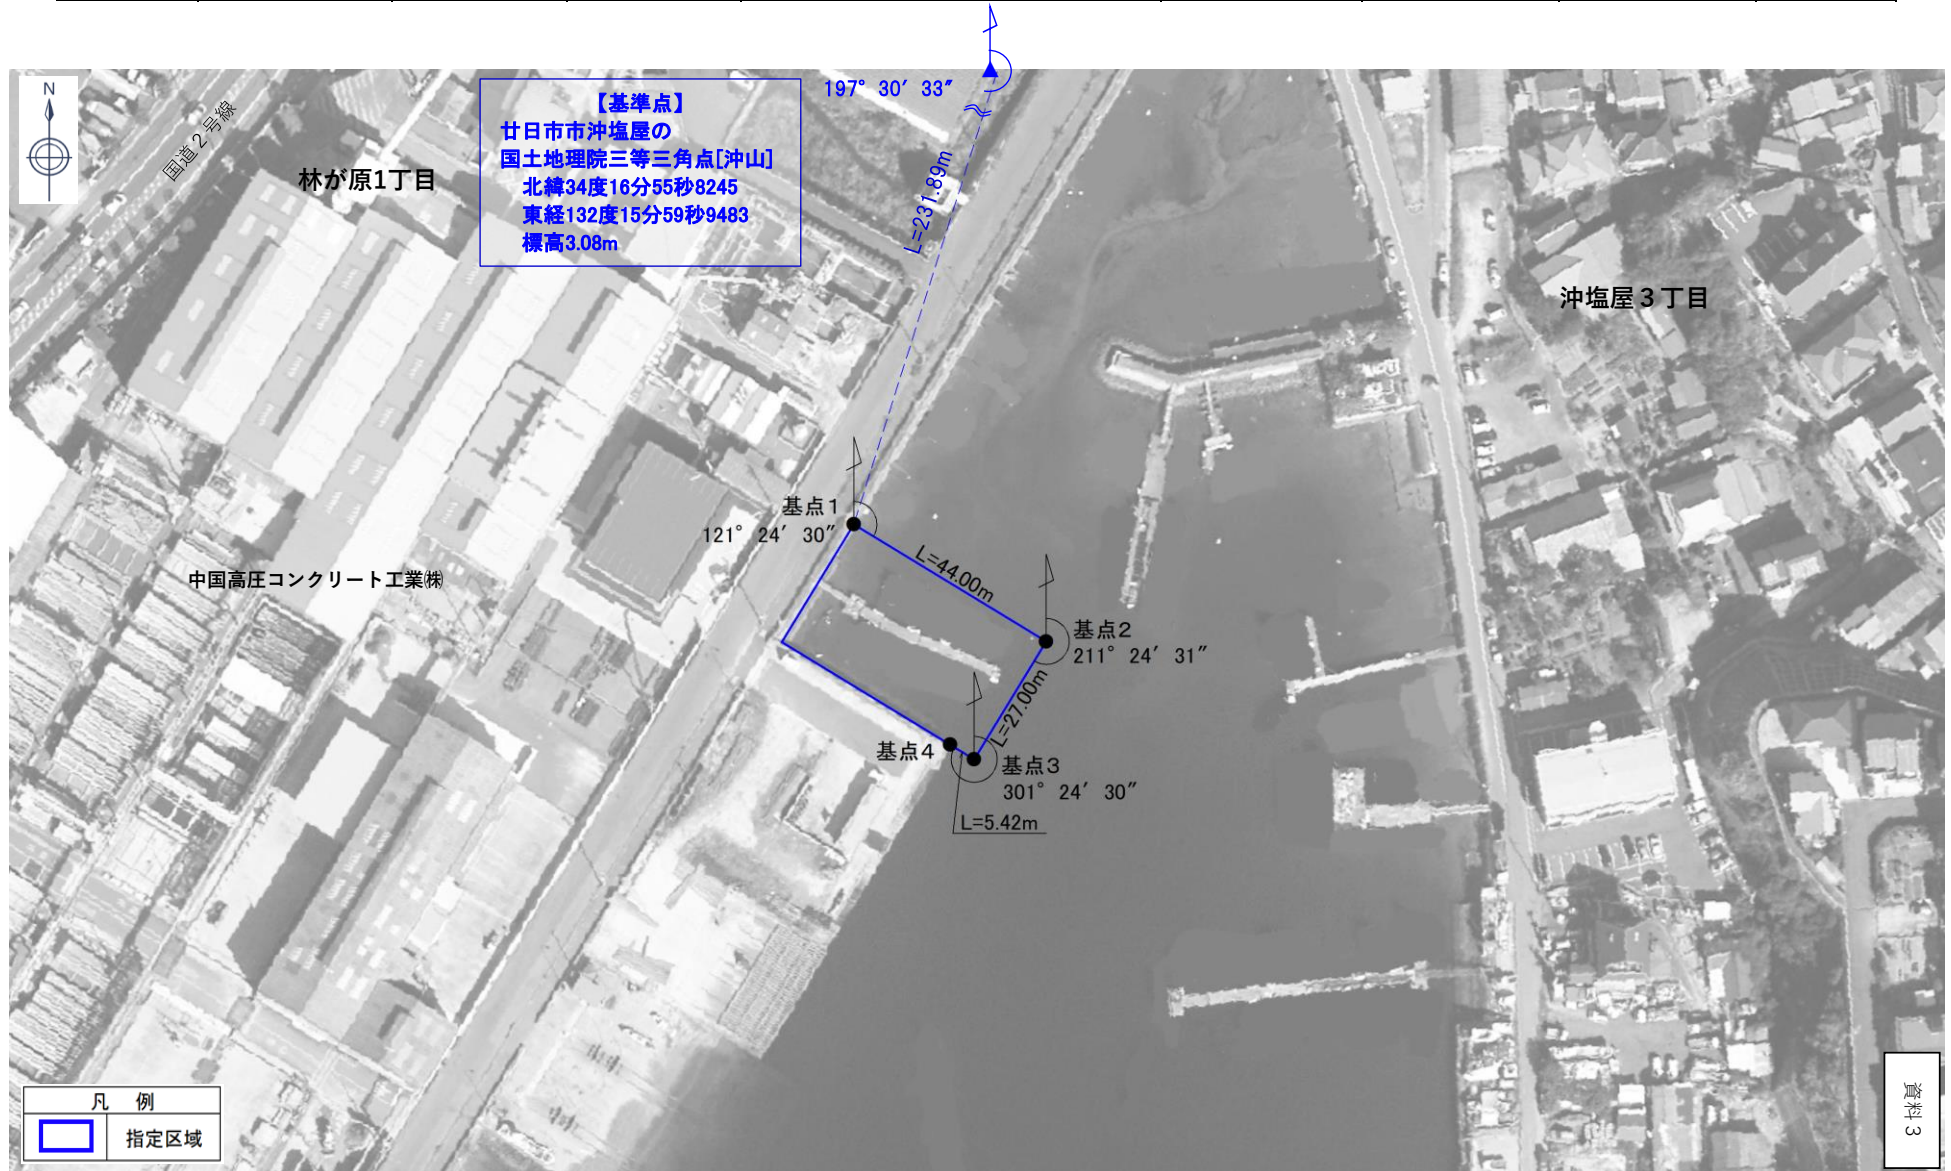 N
国道２号線
林が原1丁目
【基準点】
廿日市市沖塩屋の
国土地理院三等三角点[沖山]
北緯34度16分55秒8245
東経132度15分59秒9483
標高3.08m
197° 30′ 33″
L=231.89m
沖塩屋３丁目
基点1
121° 24′ 30″
中国高圧コンクリート工業㈱
L=44.00m
基点2
211° 24′ 31″
L=27.00m
基点4
基点3
301° 24′ 30″
L=5.42m
凡　例
指定区域
資料３